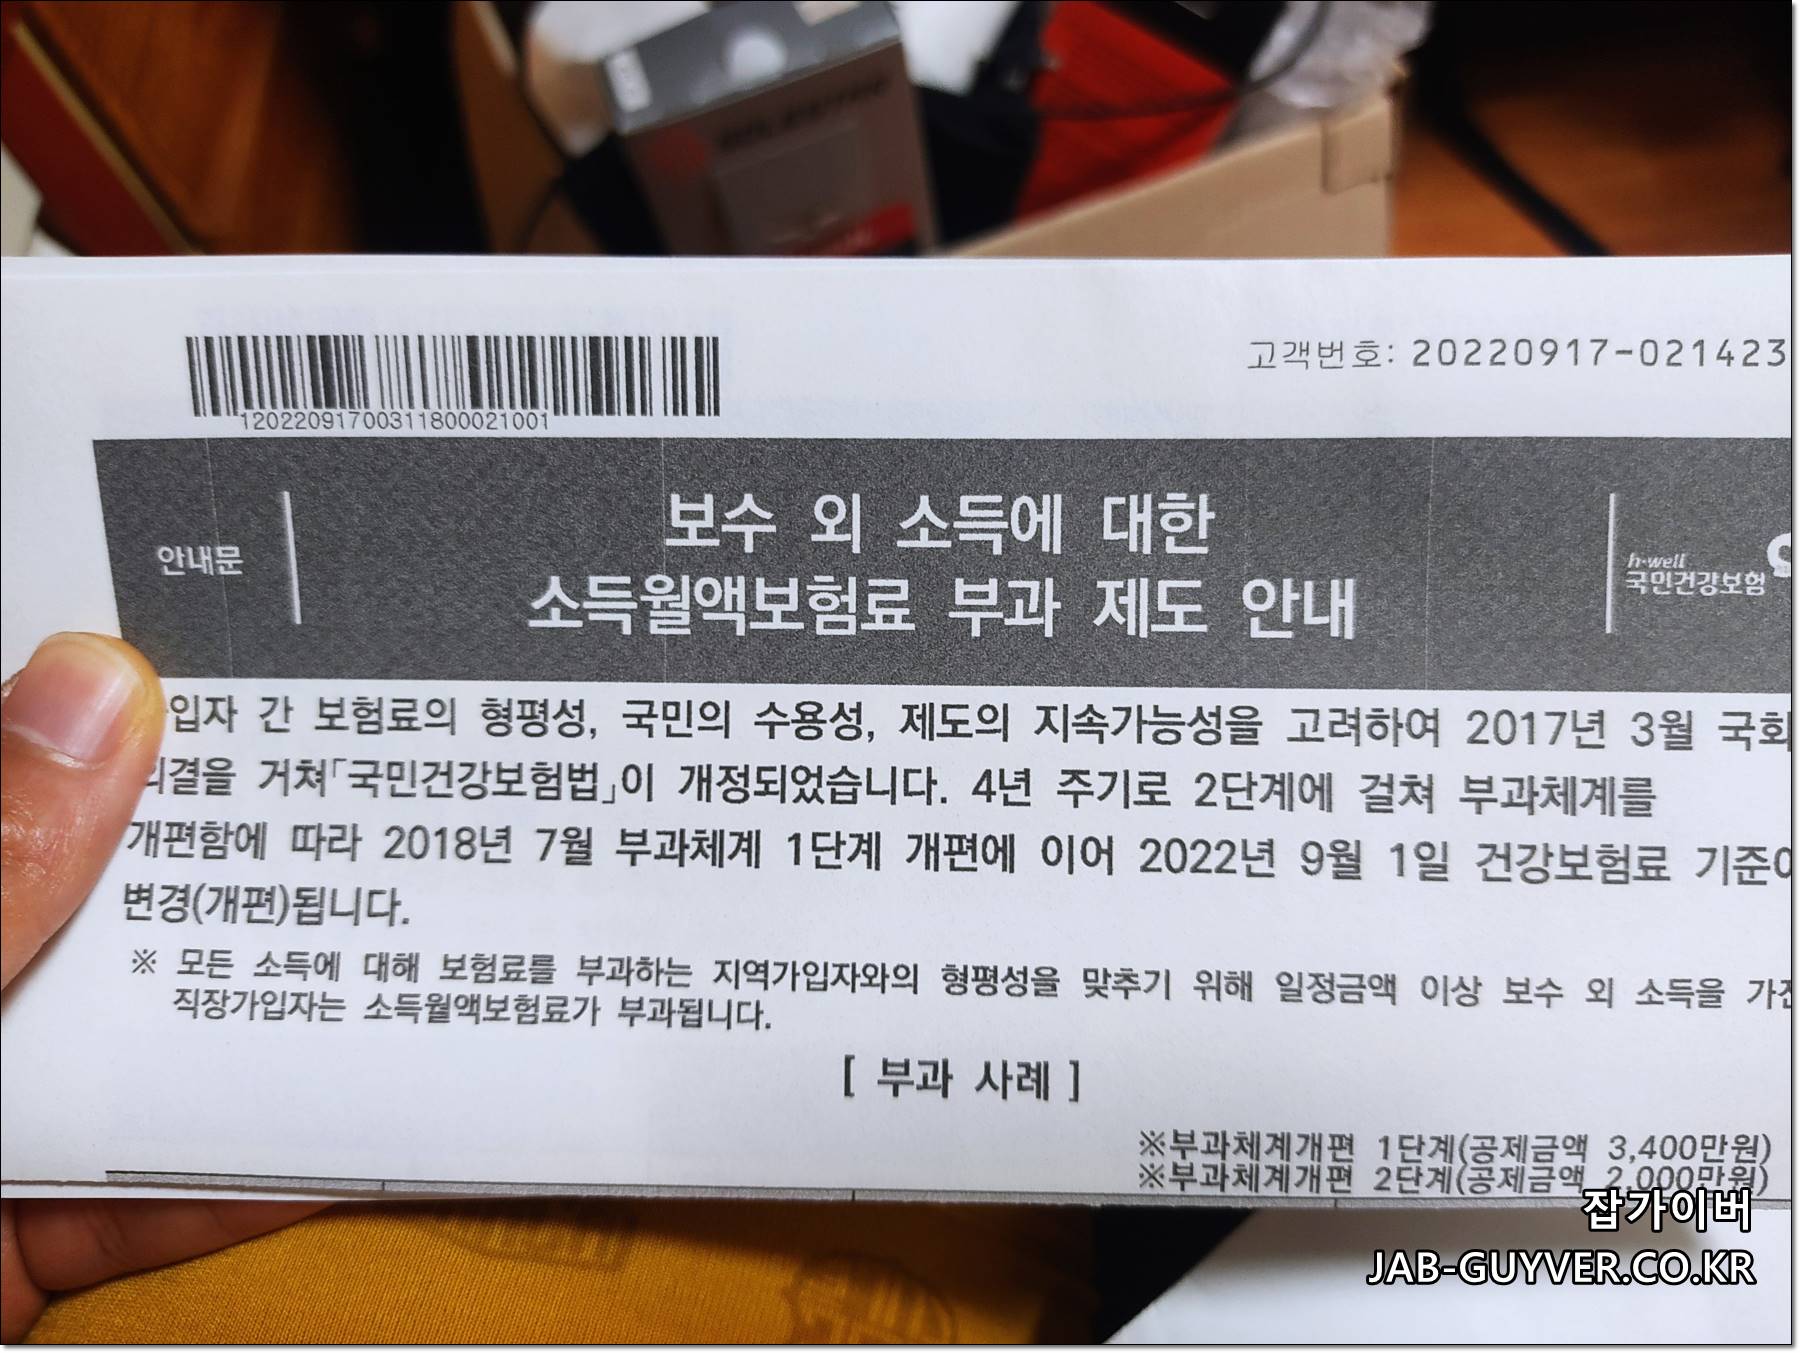 고객번호: 20220917-021423
12022091700311800021001
보수 외 소득에 대한
안내문
소득월액보험료 부과 제도 안내
h·well
국민건강보험
간 보험료의 형평성, 국민의 수용성, 제도의 지속가능성을 고려하여 2017년 3월 국회
거쳐「국민건강보험법」이 개정되었습니다. 4년 주기로 2단계에 걸쳐 부과체계를
개편함에 따라 2018년 7월 부과체계 1단계 개편에 이어 2022년 9월 1일 건강보험료 기준이
변경(개편)됩니다.
※ 모든 소득에 대해 보험료를 부과하는 지역가입자와의 형평성을 맞추기 위해 일정금액 이상 보수 외 소득을
직장가입자는 소득월액보험료가 부과됩니다.
[ 부과 사례 ]
※부과체계개편 1단계(공제금액 3,400만원)
※부과체계개편 2단계(공제금액 2,000만원)
잡가이버
JAB-GUYVER.CO.KR